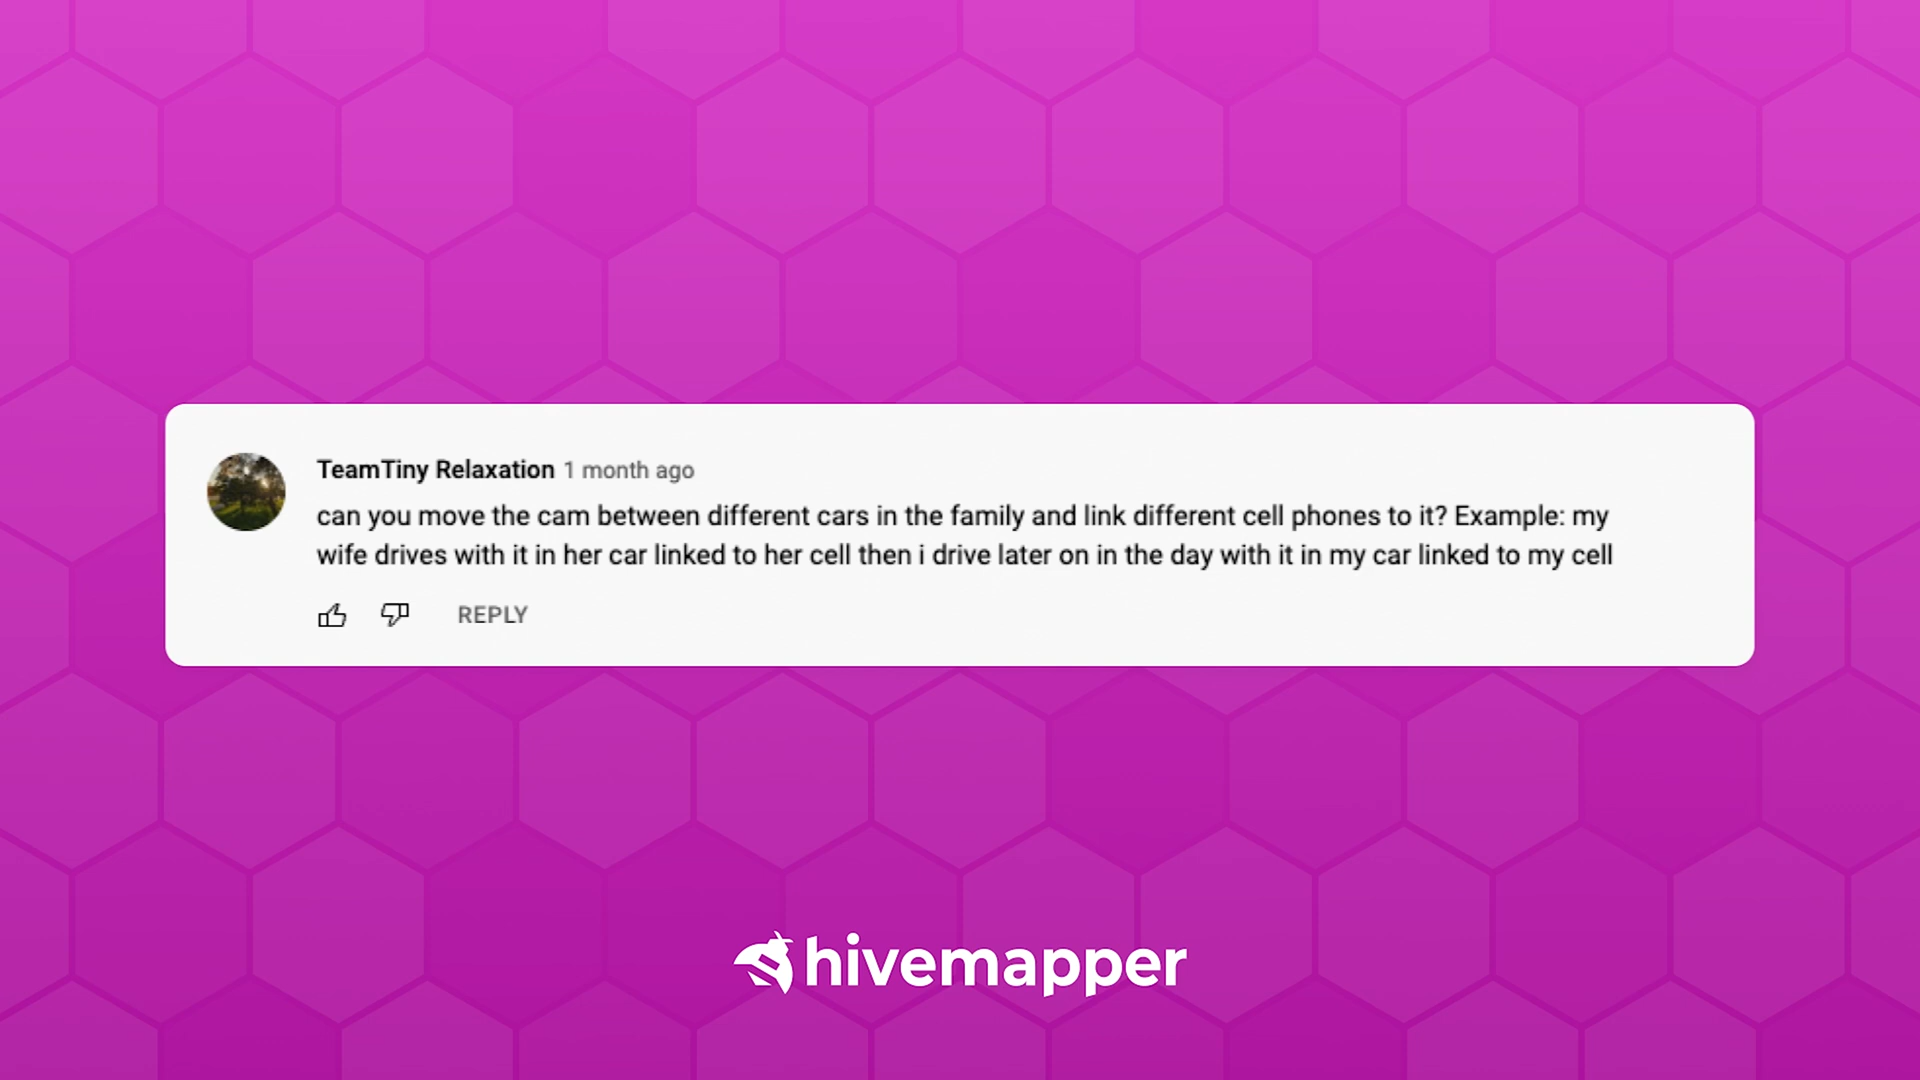 TeamTiny Relaxation 1 month ago
can you move the cam between different cars in the family and link different cell phones to it? Example: my
wife drives with it in her car linked to her cell then i drive later on in the day with it in my car linked to my cell
REPLY
hivemapper